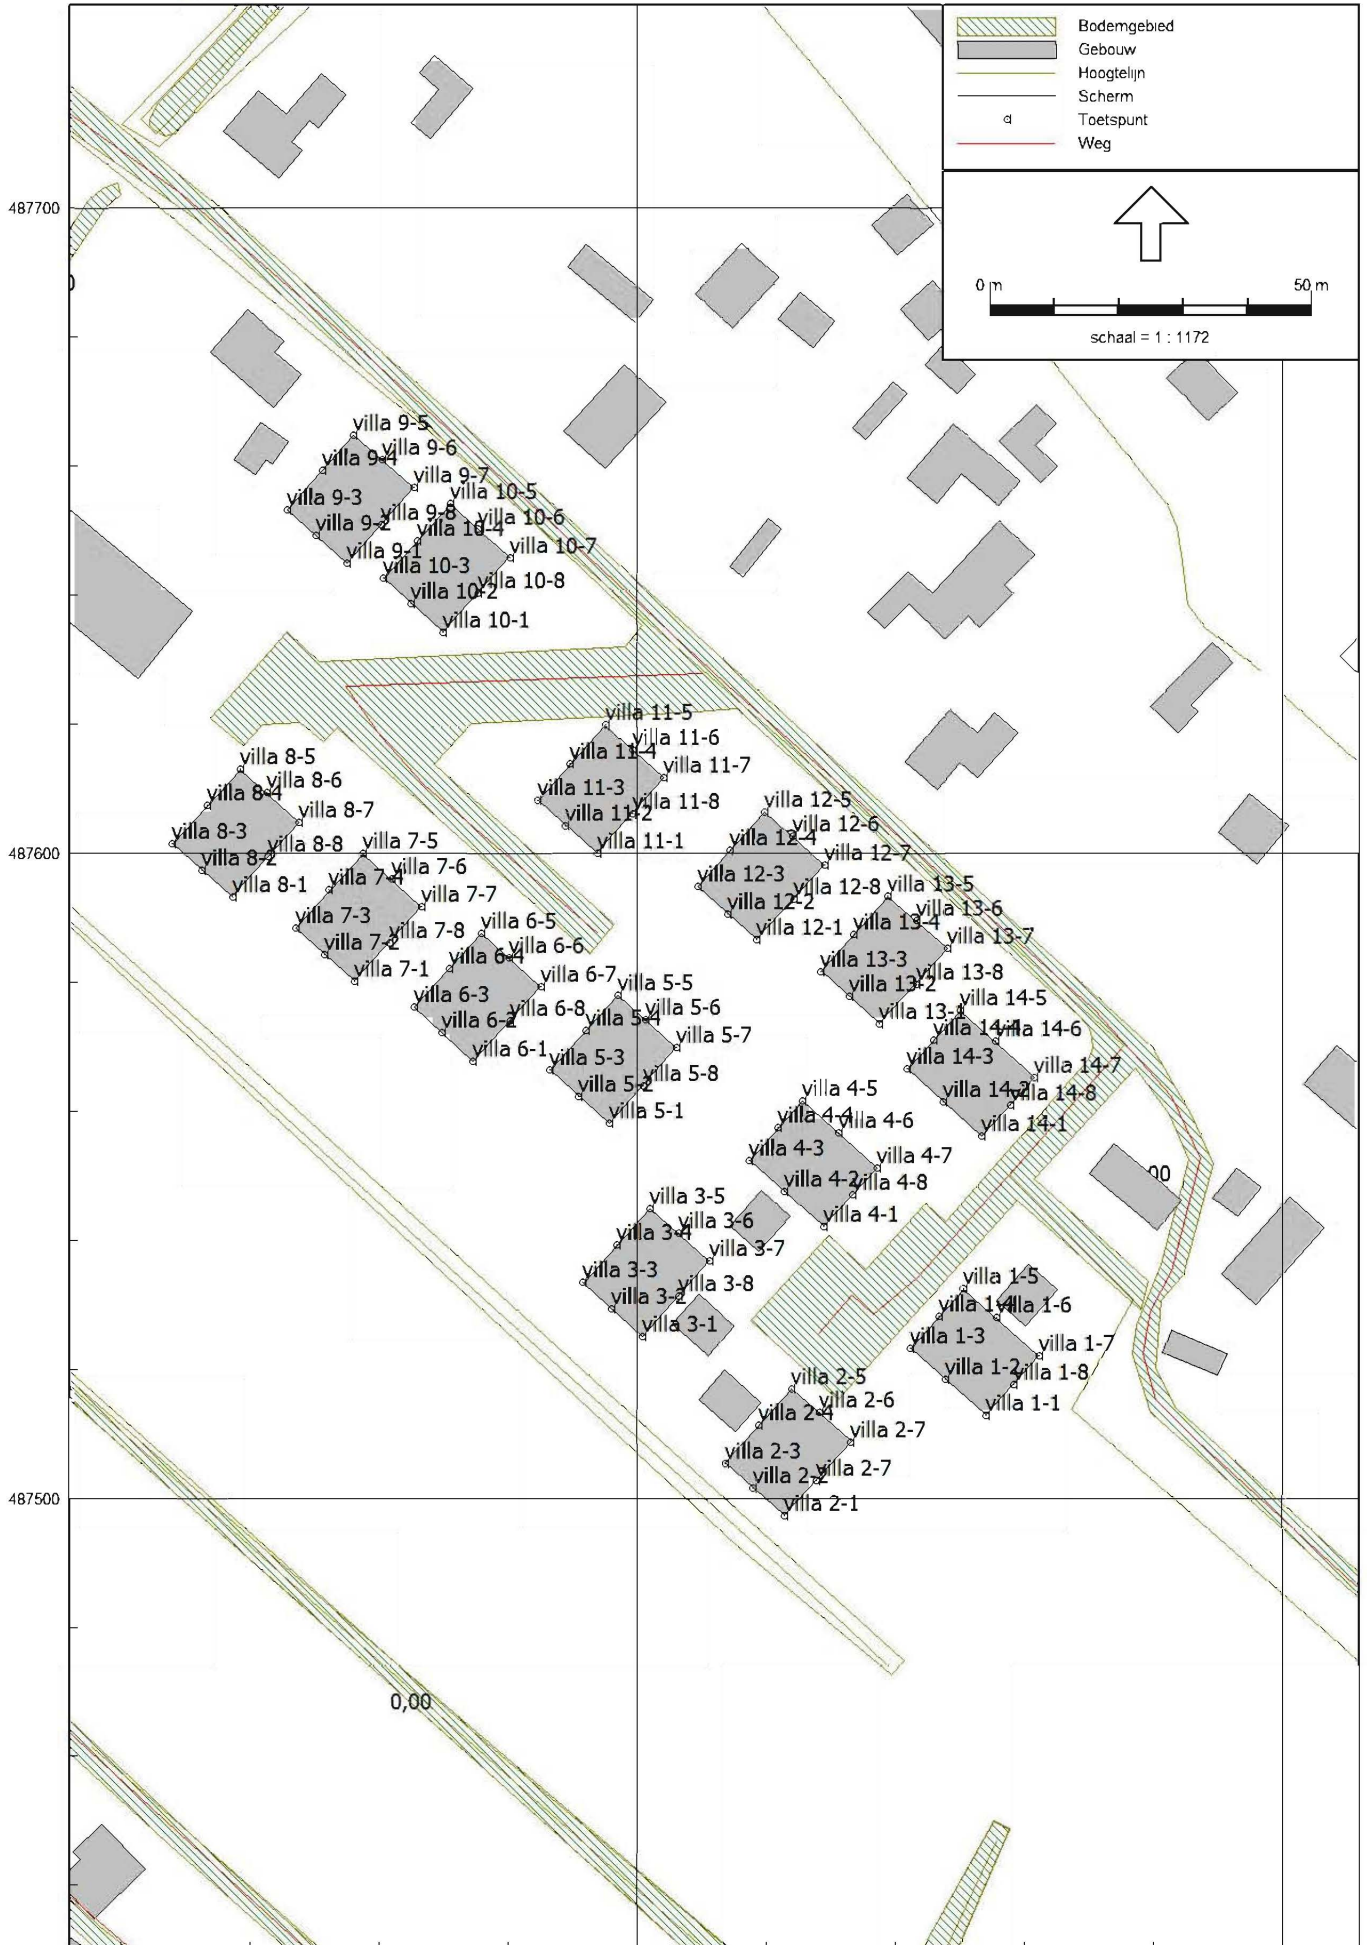 Bodemgebied
Gebouw
Hoogtelijn
Scherm
Toetspunt
Weg
487700
0 m
50 m
schaal = 1 : 1172
villa 9-5
villa 9-6
villa 9-4
villa 9-7
villa 9-3
villa 10-5
villa 9-8
villa 10-6
villa 9-2
villa 10-4
villa 9-1
villa 10-7
villa 10-3
villa 10-8
villa 10-2
villa 10-1
villa 11-5
villa 11-6
villa 11-4
villa 8-5
villa 11-7
villa 8-6
villa 11-3
villa 8-4
villa 11-8
villa 12-5
villa 8-7
villa 11-2
villa 12-6
villa 8-3
villa 11-1
villa 12-4
villa 8-8
villa 7-5
487600
villa 12-7
villa 8-2
villa 7-6
villa 12-3
villa 7-4
villa 8-1
villa 7-7
villa 12-8
villa 13-5
villa 12-2
villa 7-3
villa 13-6
villa 6-5
villa 12-1
villa 13-4
villa 7-8
villa 13-7
villa 7-2
villa 6-6
villa 6-4
villa 13-3
villa 7-1
villa 6-7
villa 13-8
villa 5-5
villa 13-2
villa 6-3
villa 14-5
villa 6-8
villa 5-6
villa 13-1
villa 6-2
villa 5-4
villa 14-4
villa 14-6
villa 5-7
villa 6-1
villa 14-3
villa 5-3
villa 14-7
villa 5-8
villa 5-2
villa 4-5
villa 14-2
villa 14-8
villa 5-1
villa 4-4
villa 4-6
villa 14-1
villa 4-3
villa 4-7
00
villa 4-2
villa 4-8
villa 3-5
villa 4-1
villa 3-6
villa 3-4
villa 3-7
villa 3-3
villa 3-8
villa 1-5
villa 3-2
villa 1-4
villa 1-6
villa 3-1
villa 1-3
villa 1-7
villa 1-2
villa 1-8
villa 2-5
villa 2-6
villa 1-1
villa 2-4
villa 2-7
villa 2-3
villa 2-7
villa 2-2
487500
villa 2-1
0,00